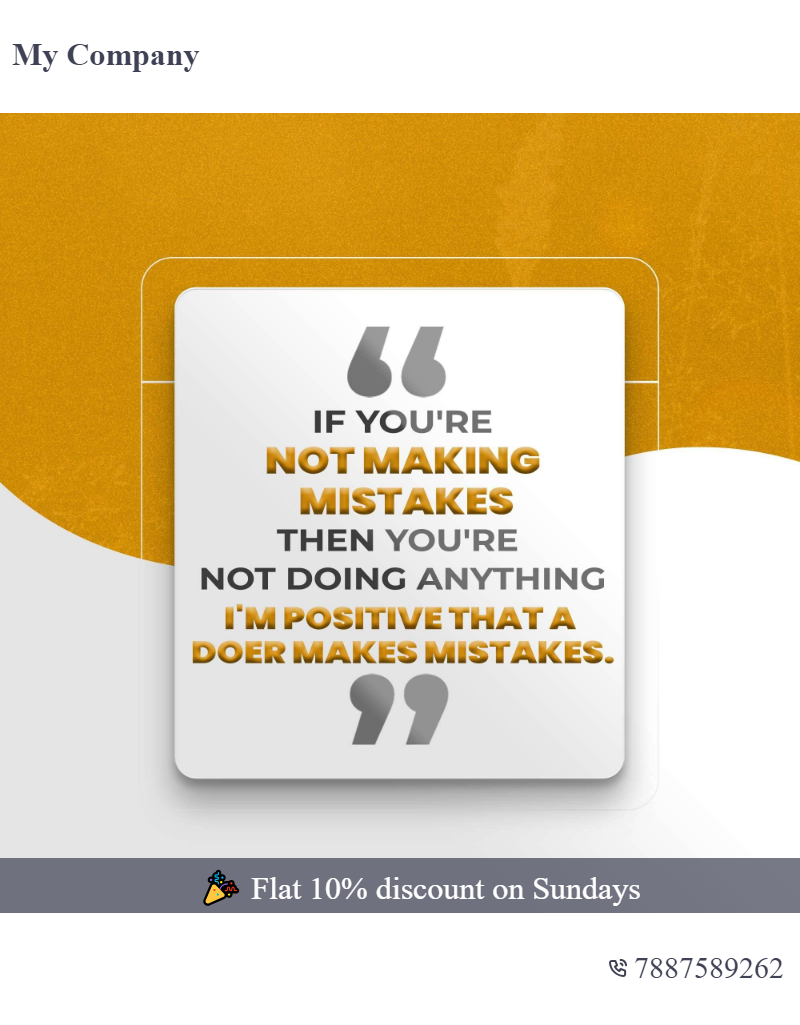 My Company
IF YOU'RE
NOT MAKING
MISTAKES
THEN YOU'RE
NOT DOING ANYTHING
I'M POSITIVE THAT A
DOER MAKES MISTAKES.
Flat 10% discount on Sundays
7887589262